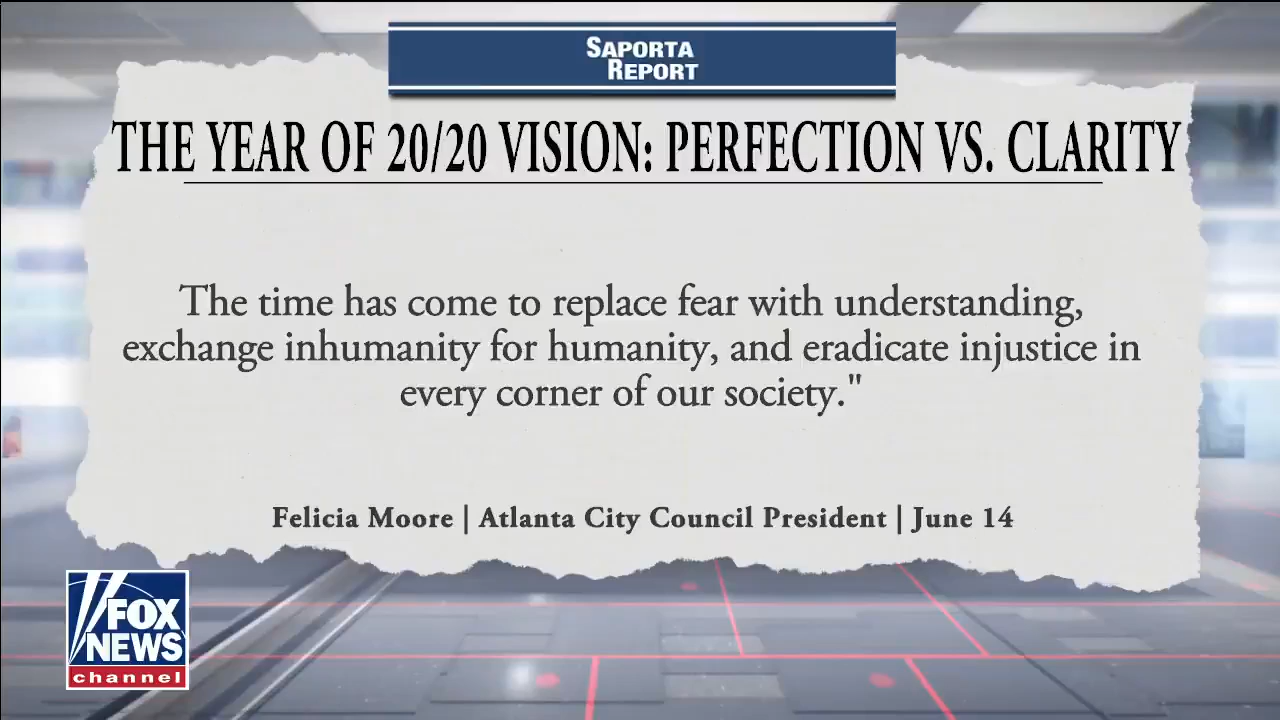 SAPORTA
REPORT
THE YEAR OF 20/20 VISION: PERFECTION VS. CLARITY
The time has come to replace fear with understanding,
exchange inhumanity for humanity, and eradicate injustice in
every corner of our society."
Felicia Moore | Atlanta City Council President | June 14
FOX
NEWS
channel